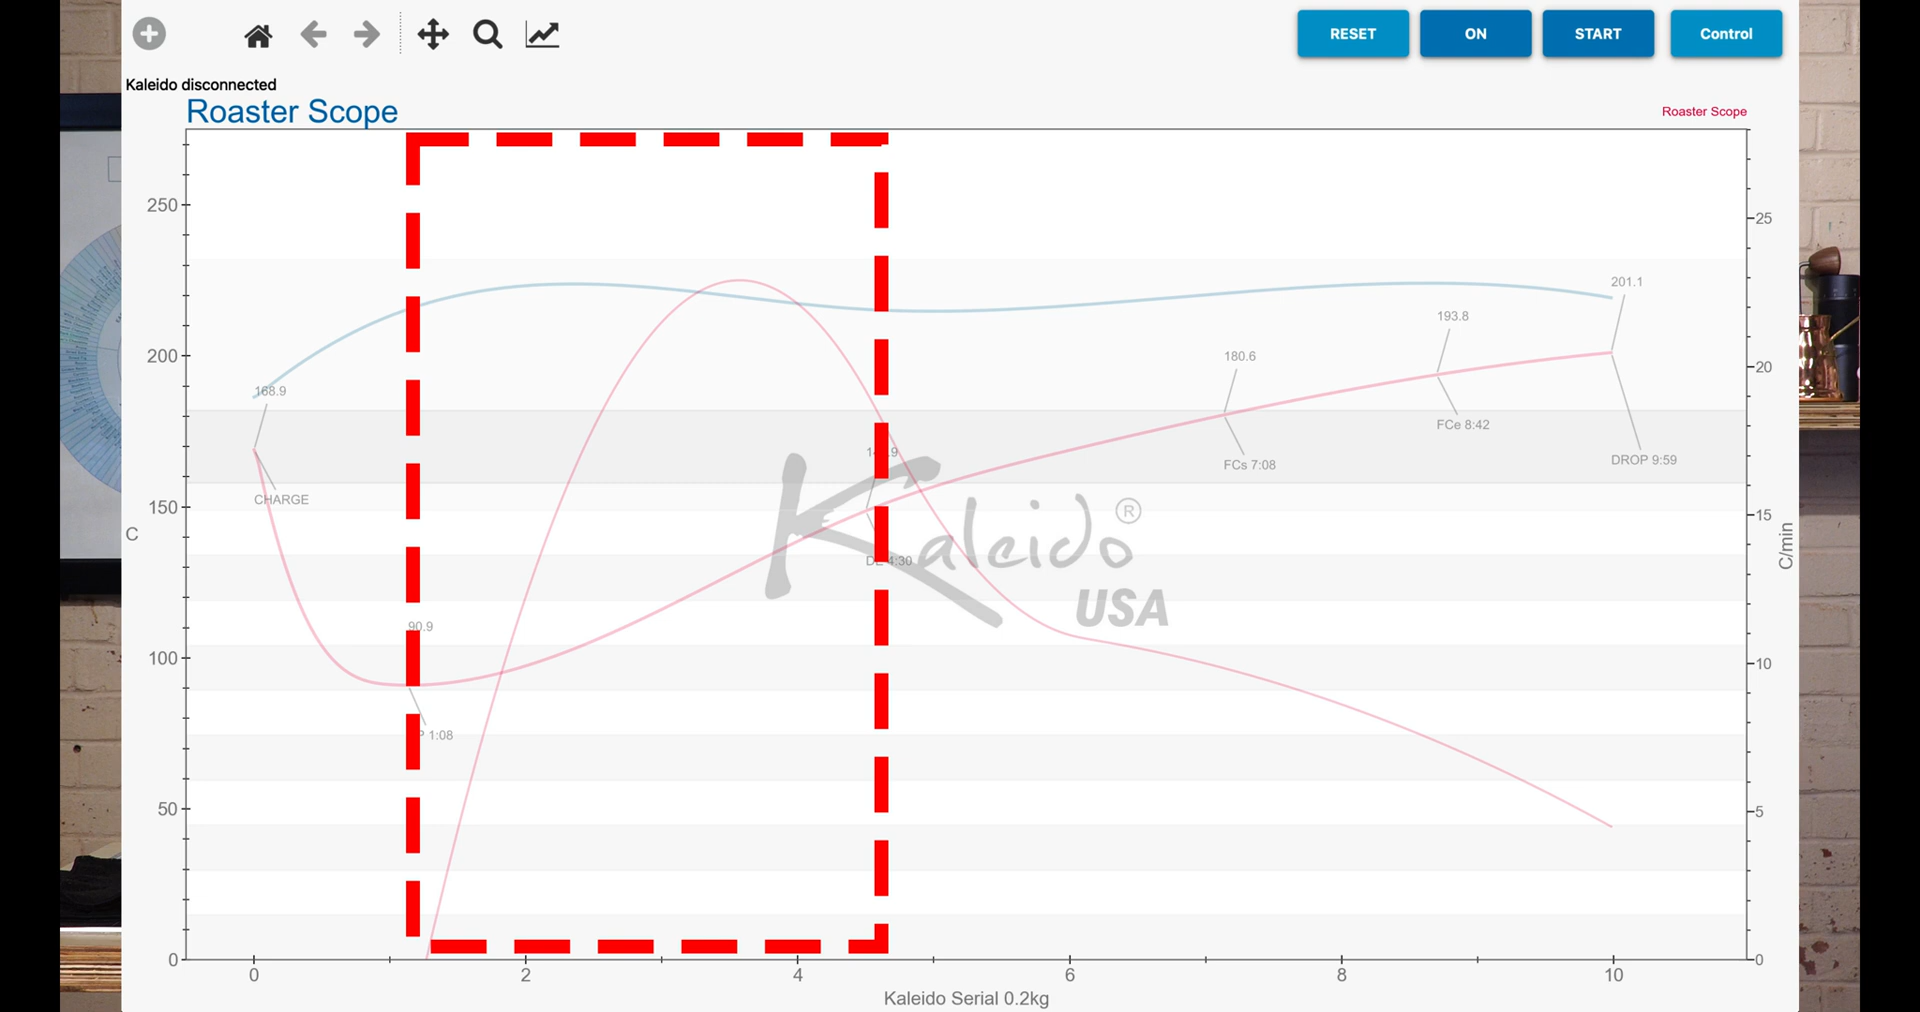 RESET
ON
START
Control
Kaleido disconnected
Roaster Scope
Roaster Scope
250
200
150
100
50
0
C
25
20
15
10
5
0
C/min
168.9
CHARGE
90.9
1:08
4:30
180.6
FCs 7:08
193.8
FCe 8:42
201.1
DROP 9:59
Kaleido ®
USA
0
2
4
6
8
10
Kaleido Serial 0.2kg